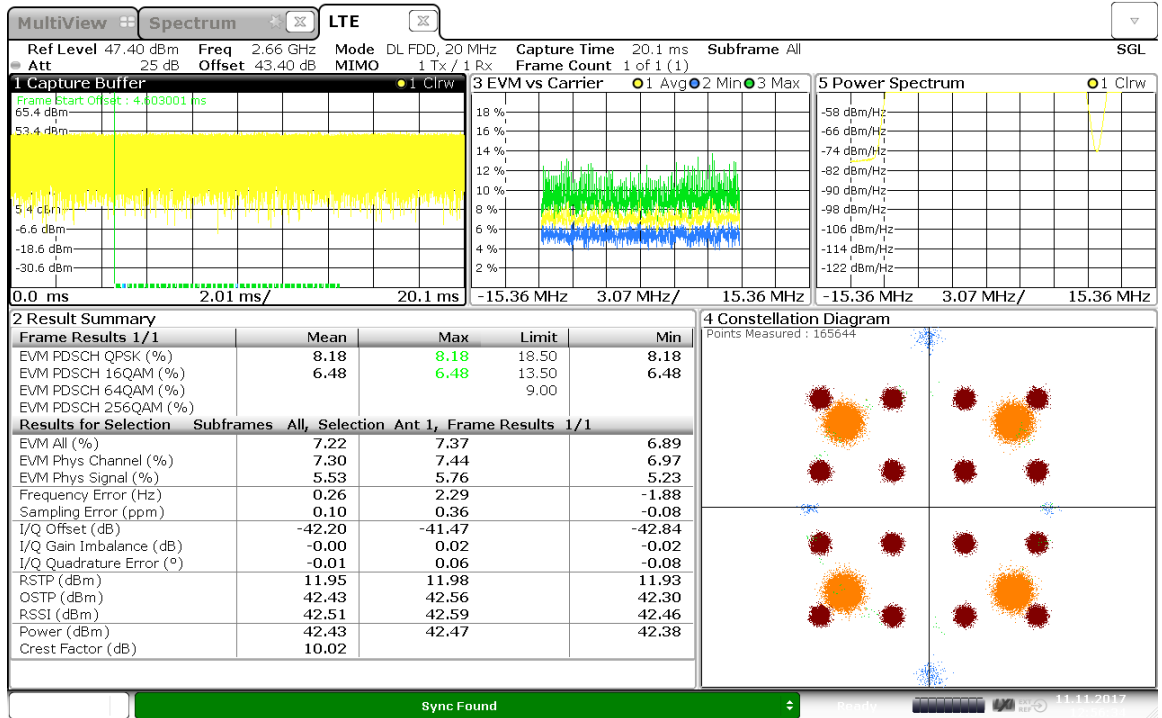 MultiView Spectrum LTE
Ref Level 47.40 dBm Freq 2.66 GHz Mode DL FDD, 20 MHz Capture Time 20.1 ms Subframe All SGL
Att 25 dB Offset 43.40 dB MIMO 1 Tx / 1 Rx Frame Count 1 of 1 (1)
1 Capture Buffer 1 Clrw
Frame Start Offset : 4.603001 ms
65.4 dBm
53.4 dBm
5.4 dBm
-6.6 dBm
-18.6 dBm
-30.6 dBm
0.0 ms 2.01 ms/ 20.1 ms
3 EVM vs Carrier 1 Avg 2 Min 3 Max
18 %
16 %
14 %
12 %
10 %
8 %
6 %
4 %
2 %
-15.36 MHz 3.07 MHz/ 15.36 MHz
5 Power Spectrum 1 Clrw
-58 dBm/Hz
-66 dBm/Hz
-74 dBm/Hz
-82 dBm/Hz
-90 dBm/Hz
-98 dBm/Hz
-106 dBm/Hz
-114 dBm/Hz
-122 dBm/Hz
-15.36 MHz 3.07 MHz/ 15.36 MHz
2 Result Summary
Frame Results 1/1 Mean Max Limit Min
EVM PDSCH QPSK (%) 8.18 8.18 18.50 8.18
EVM PDSCH 16QAM (%) 6.48 6.48 13.50 6.48
EVM PDSCH 64QAM (%) 9.00
EVM PDSCH 256QAM (%)
Results for Selection Subframes All, Selection Ant 1, Frame Results 1/1
EVM All (%) 7.22 7.37 6.89
EVM Phys Channel (%) 7.30 7.44 6.97
EVM Phys Signal (%) 5.53 5.76 5.23
Frequency Error (Hz) 0.26 2.29 -1.88
Sampling Error (ppm) 0.10 0.36 -0.08
I/Q Offset (dB) -42.20 -41.47 -42.84
I/Q Gain Imbalance (dB) -0.00 0.02 -0.02
I/Q Quadrature Error (°) -0.01 0.06 -0.08
RSTP (dBm) 11.95 11.98 11.93
OSTP (dBm) 42.43 42.56 42.30
RSSI (dBm) 42.51 42.59 42.46
Power (dBm) 42.43 42.47 42.38
Crest Factor (dB) 10.02
4 Constellation Diagram
Points Measured : 165644
Sync Found
Ready
LXI
11.11.2017